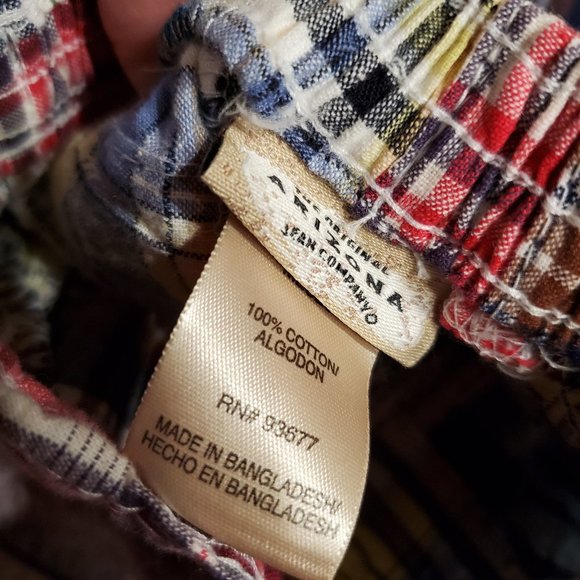 THE ORIGINAL
ARIZONA
JEAN COMPANY
100% COTTON/
ALGODON
RN# 93677
MADE IN BANGLADESH/
HECHO EN BANGLADESH